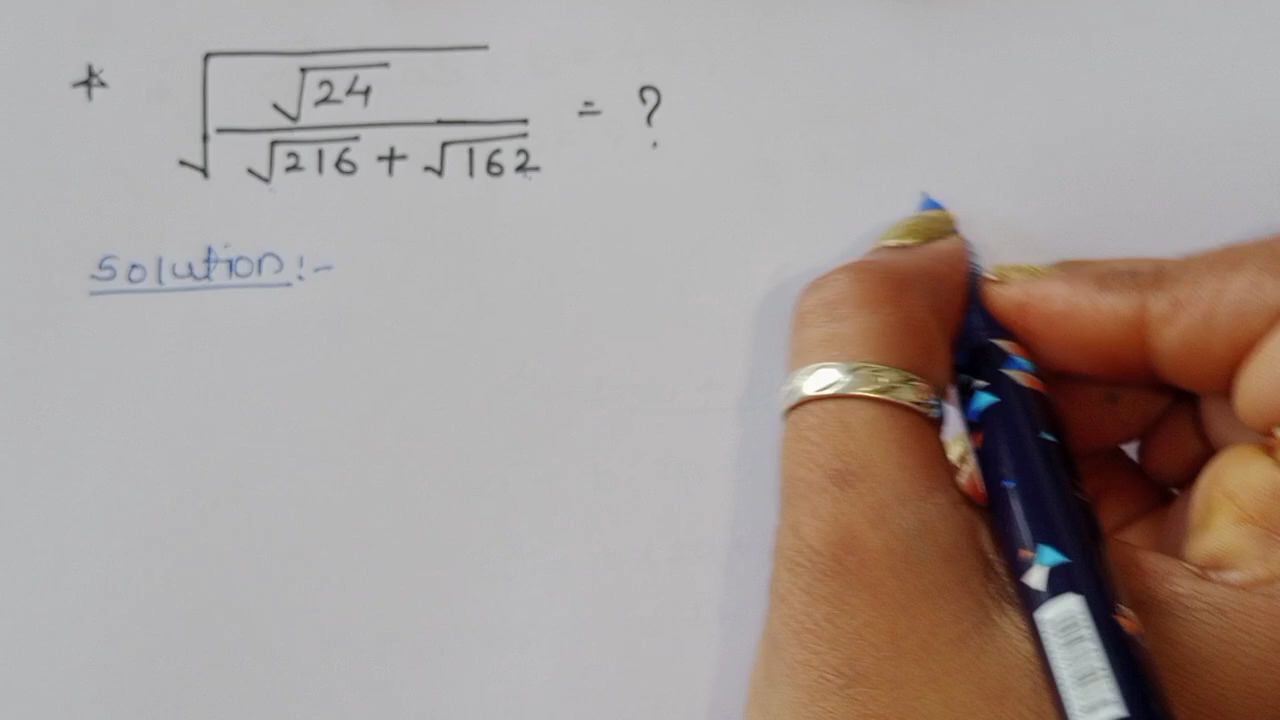 * √(√24 / (√216 + √162)) = ?
Solution:-